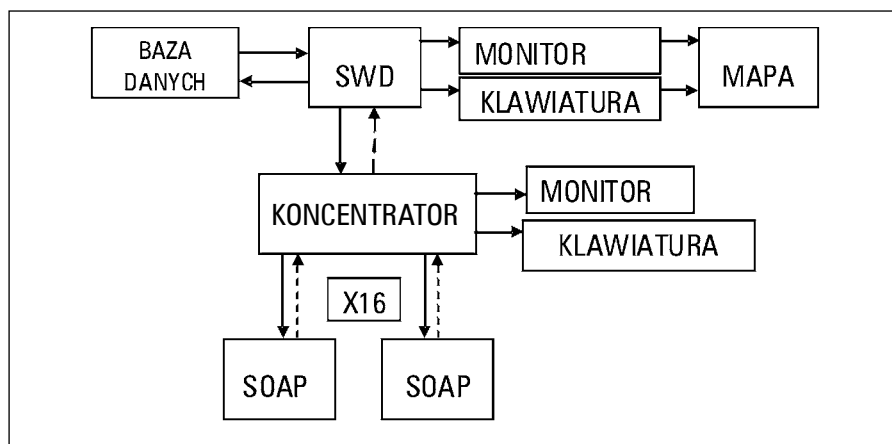 BAZA
DANYCH
SWD
MONITOR
KLAWIATURA
MAPA
KONCENTRATOR
MONITOR
KLAWIATURA
X16
SOAP
SOAP